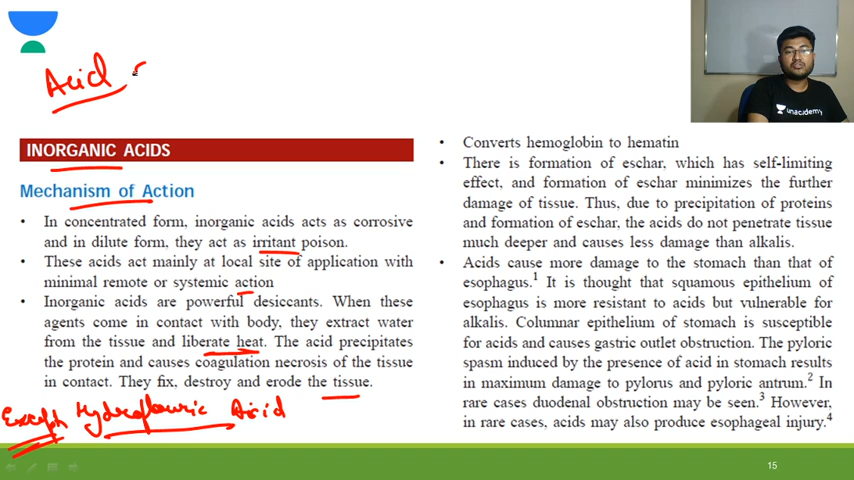 Acid
unacademy
INORGANIC ACIDS
Mechanism of Action
• In concentrated form, inorganic acids acts as corrosive
and in dilute form, they act as irritant poison.
• These acids act mainly at local site of application with
minimal remote or systemic action
• Inorganic acids are powerful desiccants. When these
agents come in contact with body, they extract water
from the tissue and liberate heat. The acid precipitates
the protein and causes coagulation necrosis of the tissue
in contact. They fix, destroy and erode the tissue.
Except Hydroflouric Acid
• Converts hemoglobin to hematin
• There is formation of eschar, which has self-limiting
effect, and formation of eschar minimizes the further
damage of tissue. Thus, due to precipitation of proteins
and formation of eschar, the acids do not penetrate tissue
much deeper and causes less damage than alkalis.
• Acids cause more damage to the stomach than that of
esophagus.1 It is thought that squamous epithelium of
esophagus is more resistant to acids but vulnerable for
alkalis. Columnar epithelium of stomach is susceptible
for acids and causes gastric outlet obstruction. The pyloric
spasm induced by the presence of acid in stomach results
in maximum damage to pylorus and pyloric antrum.2 In
rare cases duodenal obstruction may be seen.3 However,
in rare cases, acids may also produce esophageal injury.4
15